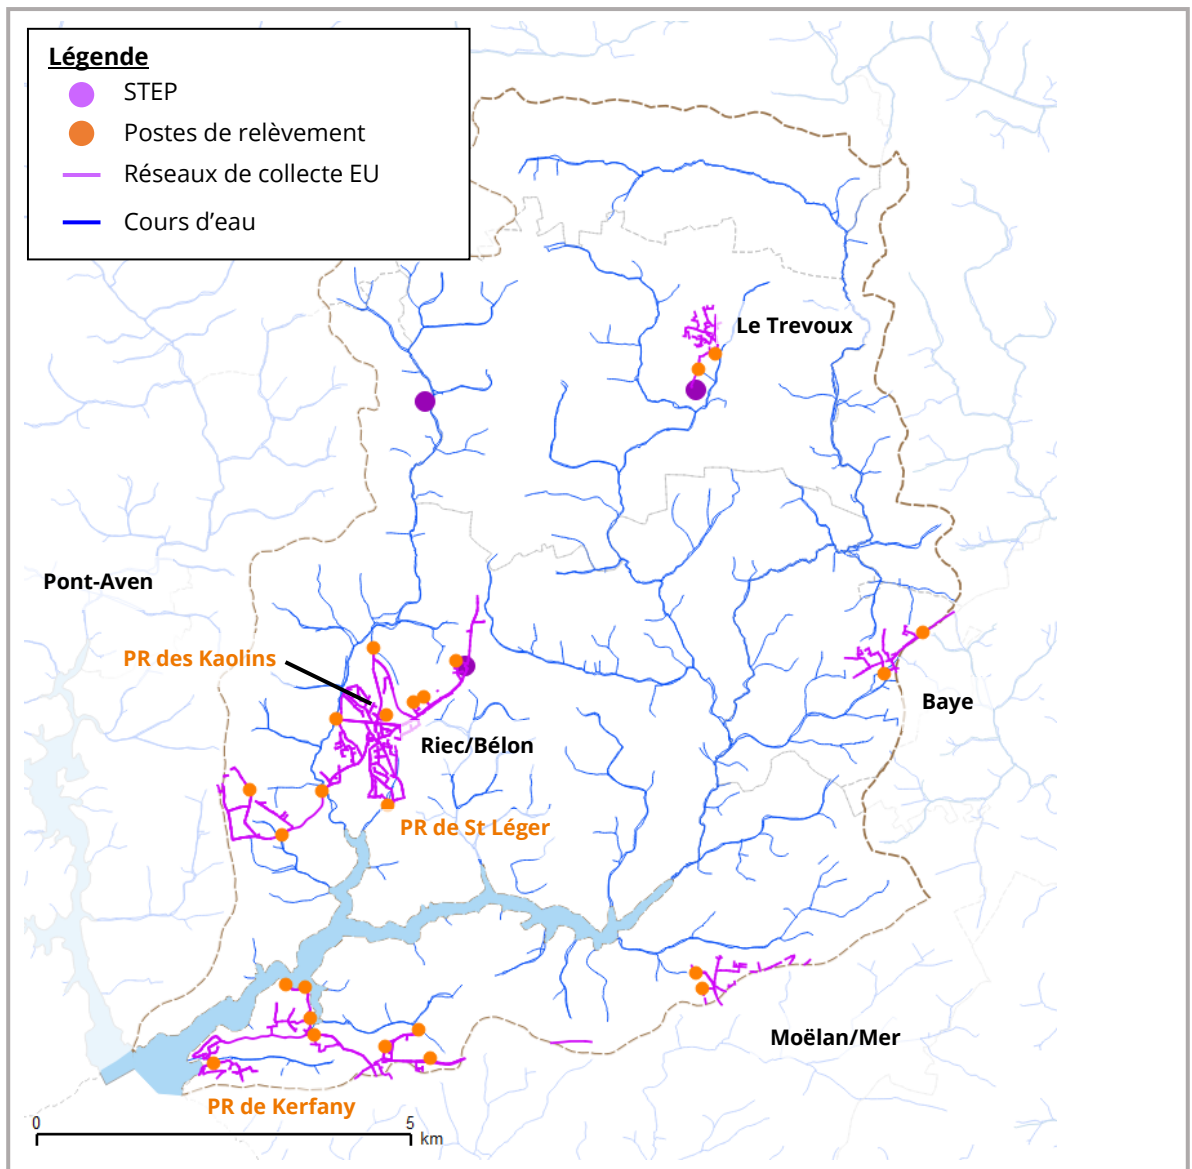 Légende
STEP
Postes de relèvement
Réseaux de collecte EU
Cours d’eau
Le Trevoux
Pont-Aven
PR des Kaolins
Baye
Riec/Bélon
PR de St Léger
Moëlan/Mer
PR de Kerfany
0 5
km